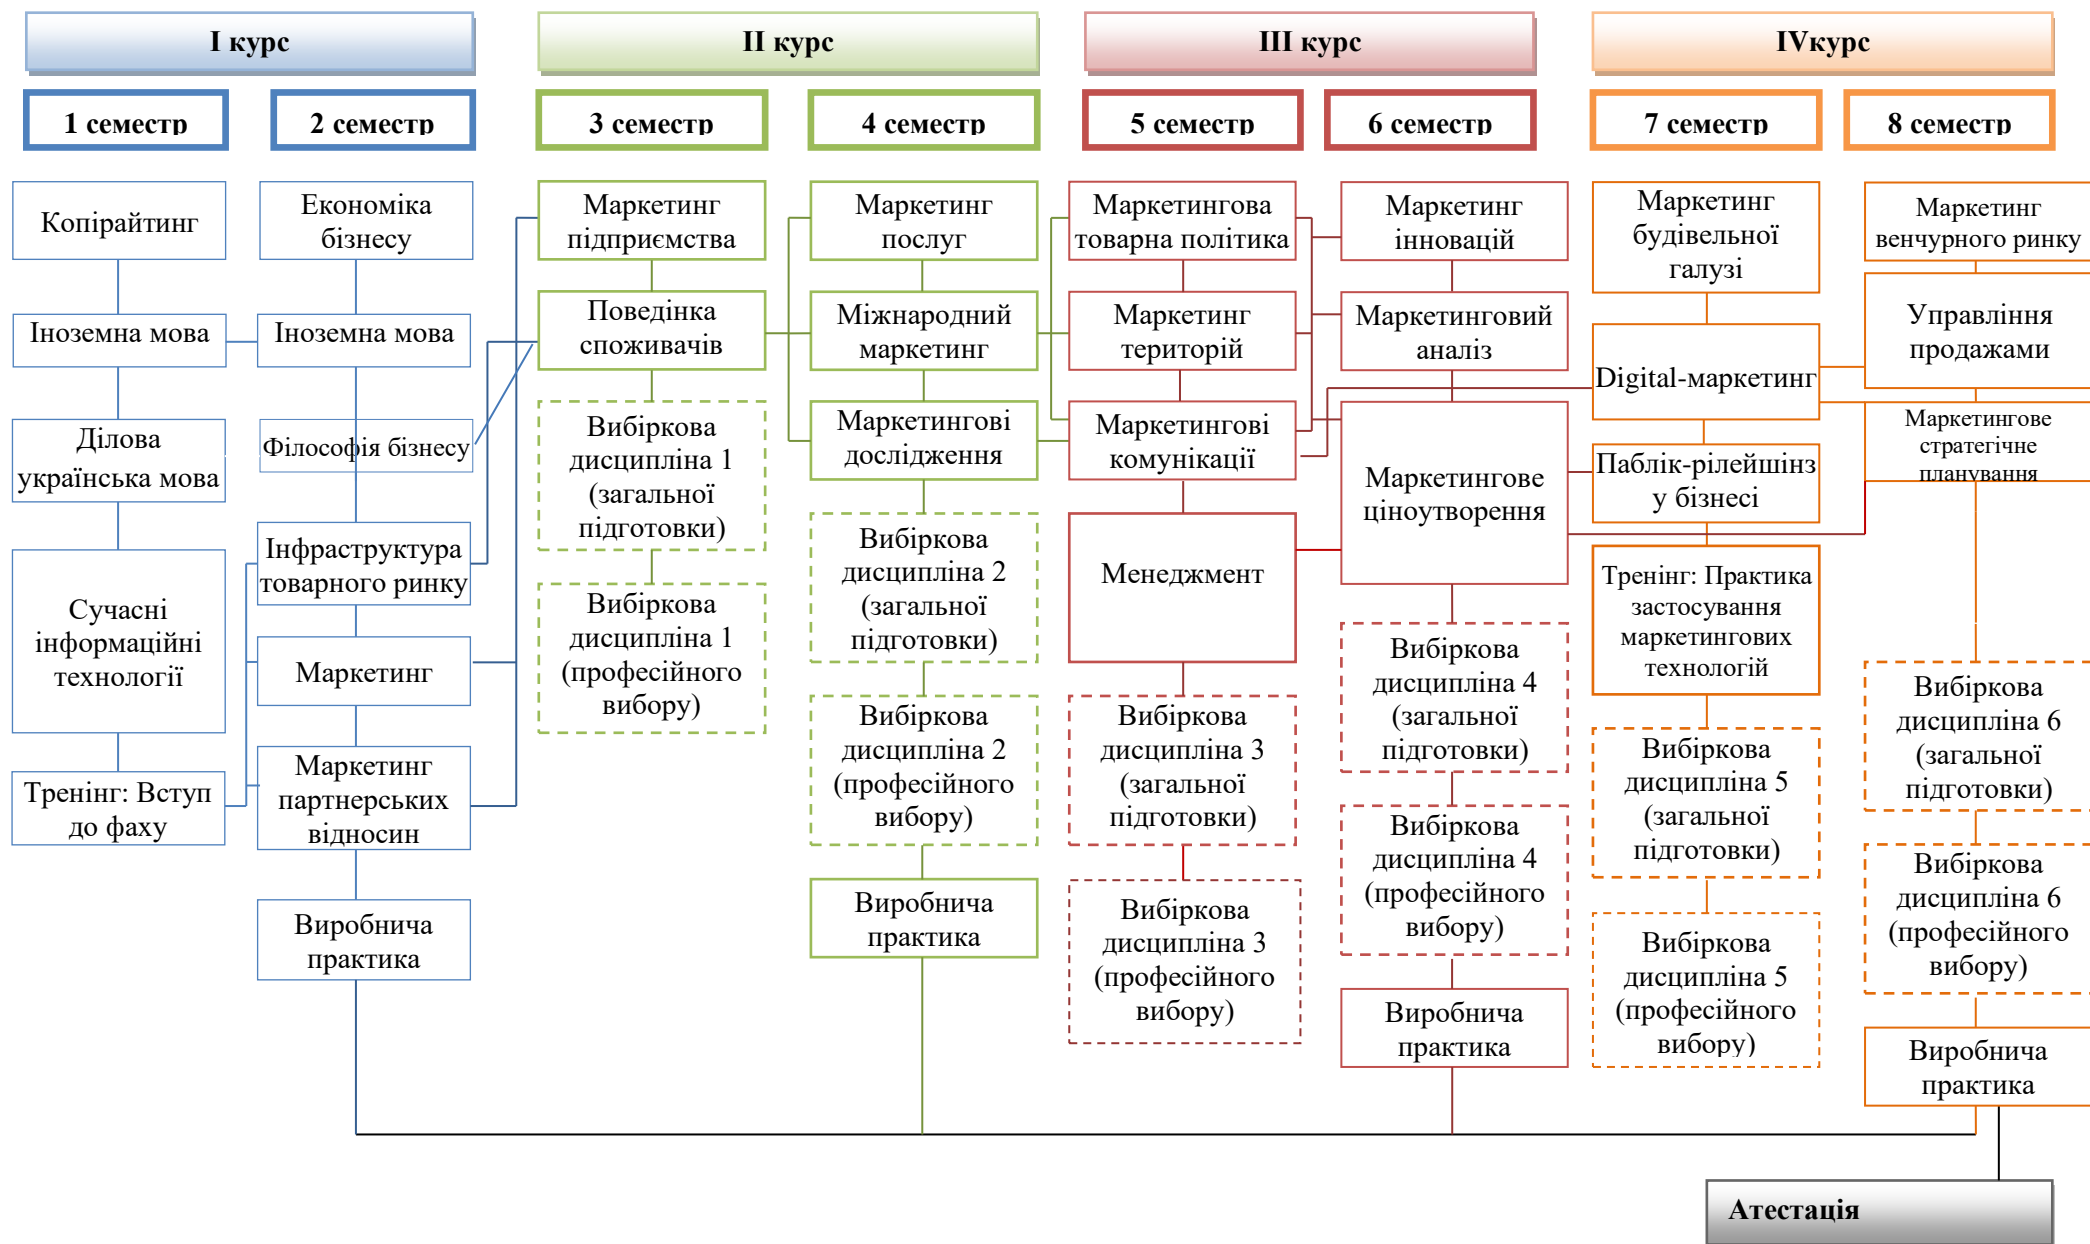 І курс
ІІ курс
ІІІ курс
ІVкурс
1 семестр
2 семестр
3 семестр
4 семестр
5 семестр
6 семестр
7 семестр
8 семестр
Копірайтинг
Іноземна мова
Ділова
українська мова
Сучасні
інформаційні
технології
Тренінг: Вступ
до фаху
Економіка
бізнесу
Іноземна мова
Філософія бізнесу
Інфраструктура
товарного ринку
Маркетинг
Маркетинг
партнерських
відносин
Виробнича
практика
Маркетинг
підприємства
Поведінка
споживачів
Вибіркова
дисципліна 1
(загальної
підготовки)
Вибіркова
дисципліна 1
(професійного
вибору)
Маркетинг
послуг
Міжнародний
маркетинг
Маркетингові
дослідження
Вибіркова
дисципліна 2
(загальної
підготовки)
Вибіркова
дисципліна 2
(професійного
вибору)
Виробнича
практика
Маркетингова
товарна політика
Маркетинг
територій
Маркетингові
комунікації
Менеджмент
Вибіркова
дисципліна 3
(загальної
підготовки)
Вибіркова
дисципліна 3
(професійного
вибору)
Маркетинг
інновацій
Маркетинговий
аналіз
Маркетингове
ціноутворення
Вибіркова
дисципліна 4
(загальної
підготовки)
Вибіркова
дисципліна 4
(професійного
вибору)
Виробнича
практика
Маркетинг
будівельної
галузі
Digital-маркетинг
Паблік-рілейшінз
у бізнесі
Тренінг: Практика
застосування
маркетингових
технологій
Вибіркова
дисципліна 5
(загальної
підготовки)
Вибіркова
дисципліна 5
(професійного
вибору)
Маркетинг
венчурного ринку
Управління
продажами
Маркетингове
стратегічне
планування
Вибіркова
дисципліна 6
(загальної
підготовки)
Вибіркова
дисципліна 6
(професійного
вибору)
Виробнича
практика
Атестація